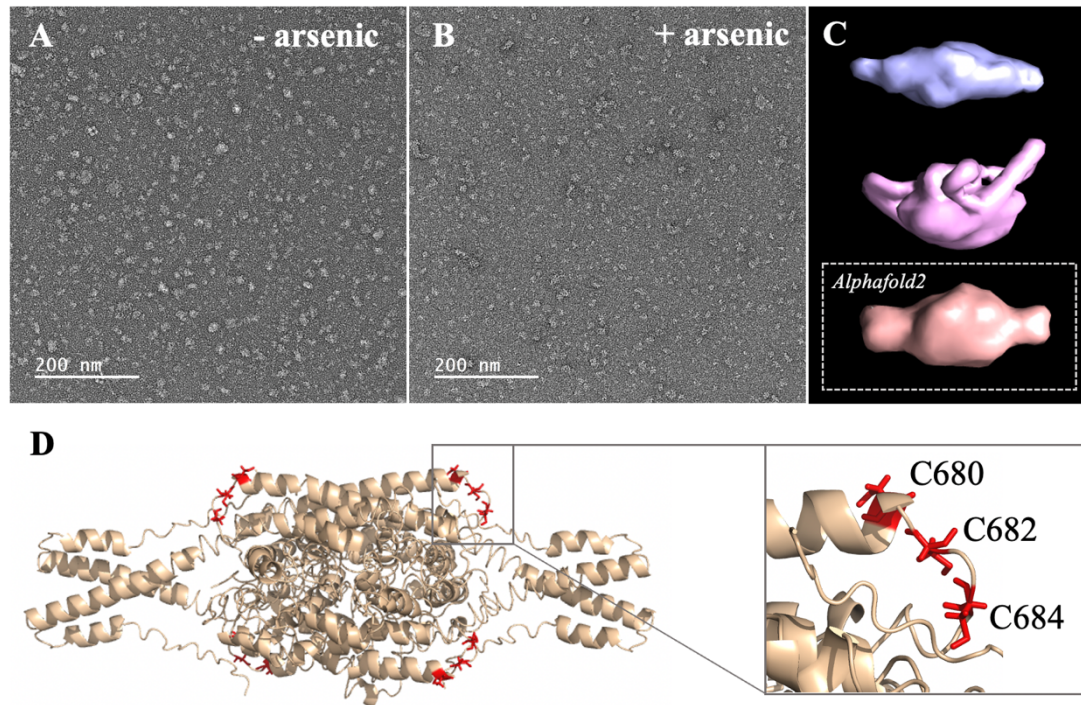 A
- arsenic
B
+ arsenic
C
200 nm
200 nm
Alphafold2
D
C680
C682
C684